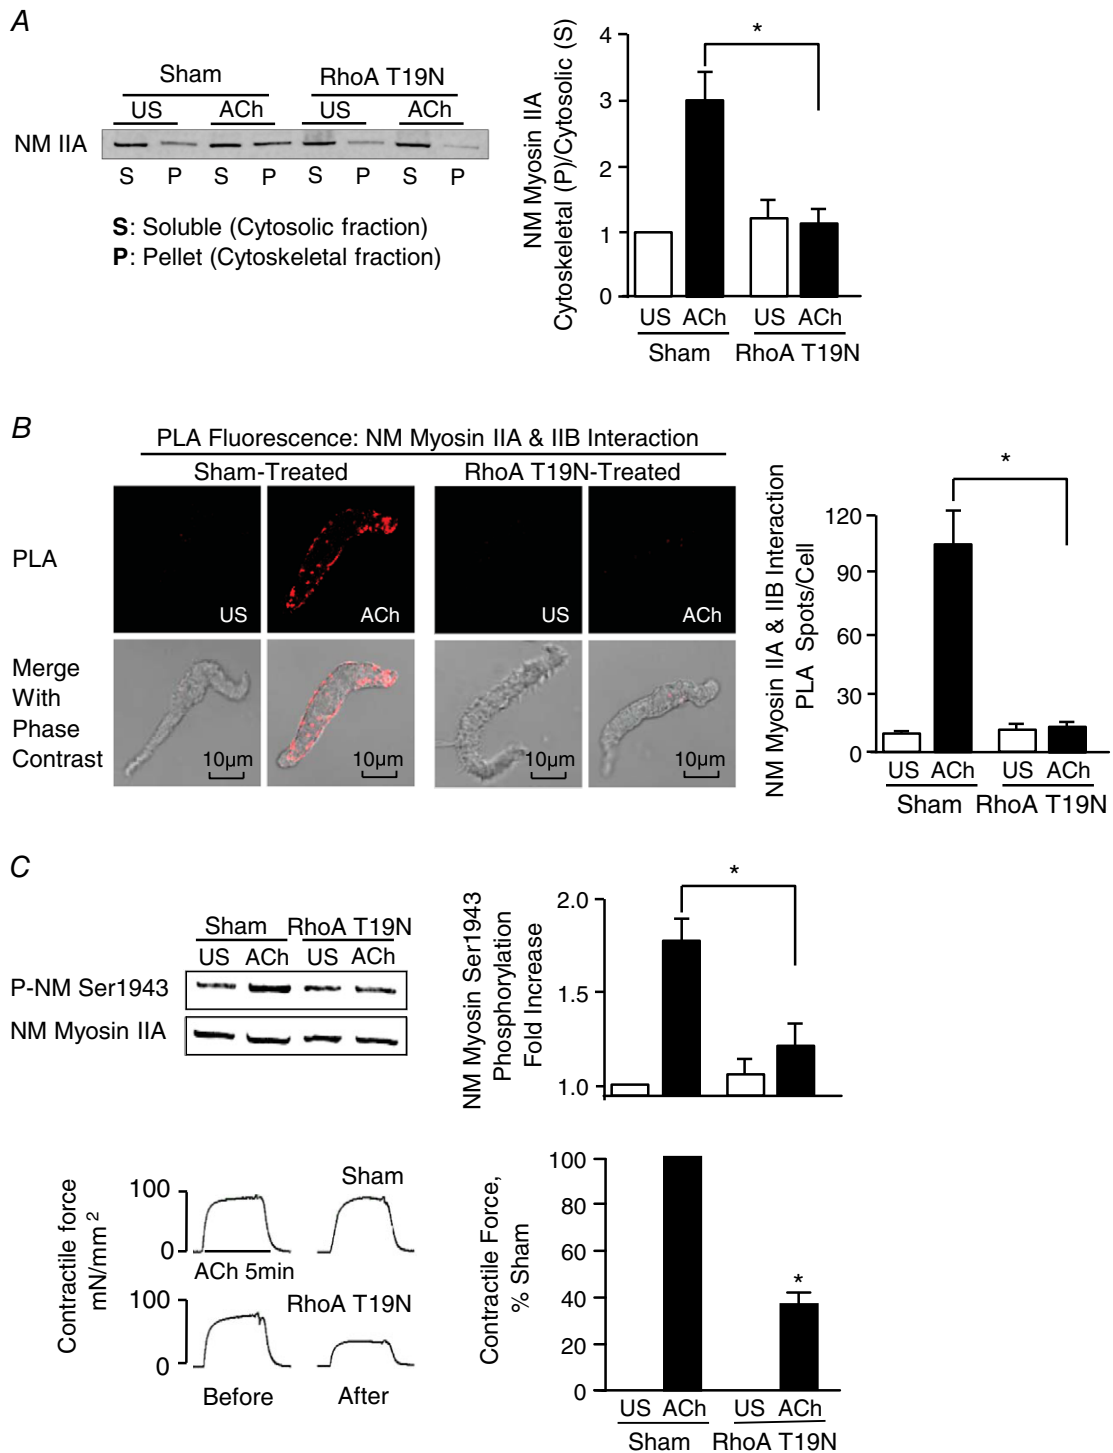 A
Sham
RhoA T19N
US
ACh
US
ACh
NM IIA
S P S P S P S P
S: Soluble (Cytosolic fraction)
P: Pellet (Cytoskeletal fraction)
NM Myosin IIA
Cytoskeletal (P)/Cytosolic (S)
4
3
2
1
0
*
US ACh
US ACh
Sham
RhoA T19N
B
PLA Fluorescence: NM Myosin IIA & IIB Interaction
Sham-Treated
RhoA T19N-Treated
PLA
US
ACh
US
ACh
Merge
With
Phase
Contrast
10µm
10µm
10µm
10µm
NM Myosin IIA & IIB Interaction
PLA Spots/Cell
120
90
60
30
0
*
US ACh
US ACh
Sham
RhoA T19N
C
Sham
RhoA T19N
US ACh US ACh
P-NM Ser1943
NM Myosin IIA
NM Myosin Ser1943
Phosphorylation
Fold Increase
2.0
1.5
1.0
*
Contractile force
mN/mm 2
100
0
Sham
ACh 5min
100
0
RhoA T19N
Before
After
Contractile Force,
% Sham
100
80
60
40
20
0
*
US ACh
US ACh
Sham
RhoA T19N